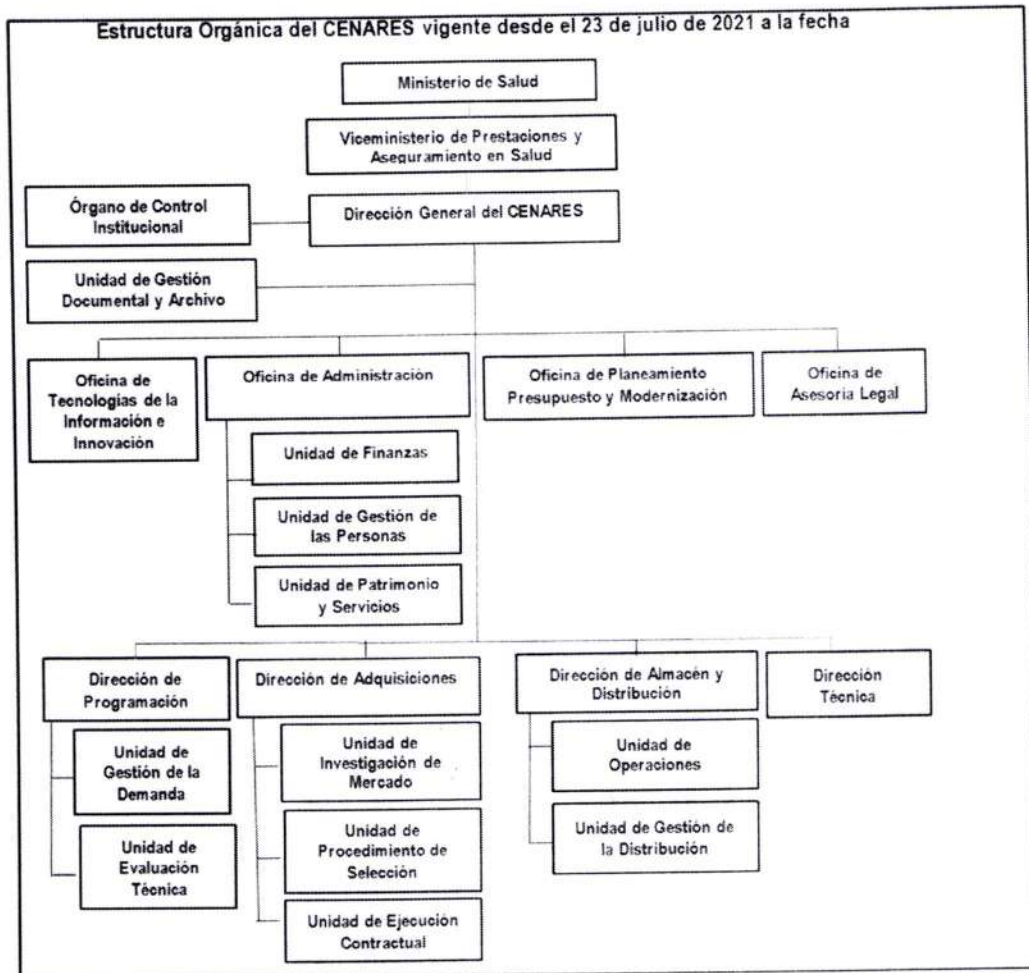 Estructura Orgánica del CENARES vigente desde el 23 de julio de 2021 a la fecha
Ministerio de Salud
Viceministerio de Prestaciones y
Aseguramiento en Salud
Órgano de Control
Institucional
Dirección General del CENARES
Unidad de Gestión
Documental y Archivo
Oficina de
Tecnologías de la
Información e
Innovación
Oficina de Administración
Oficina de Planeamiento
Presupuesto y Modernización
Oficina de
Asesoría Legal
Unidad de Finanzas
Unidad de Gestión de
las Personas
Unidad de Patrimonio
y Servicios
Dirección de
Programación
Dirección de Adquisiciones
Dirección de Almacén y
Distribución
Dirección
Técnica
Unidad de
Gestión de la
Demanda
Unidad de
Evaluación
Técnica
Unidad de
Investigación de
Mercado
Unidad de
Procedimiento de
Selección
Unidad de Ejecución
Contractual
Unidad de
Operaciones
Unidad de Gestión de
la Distribución